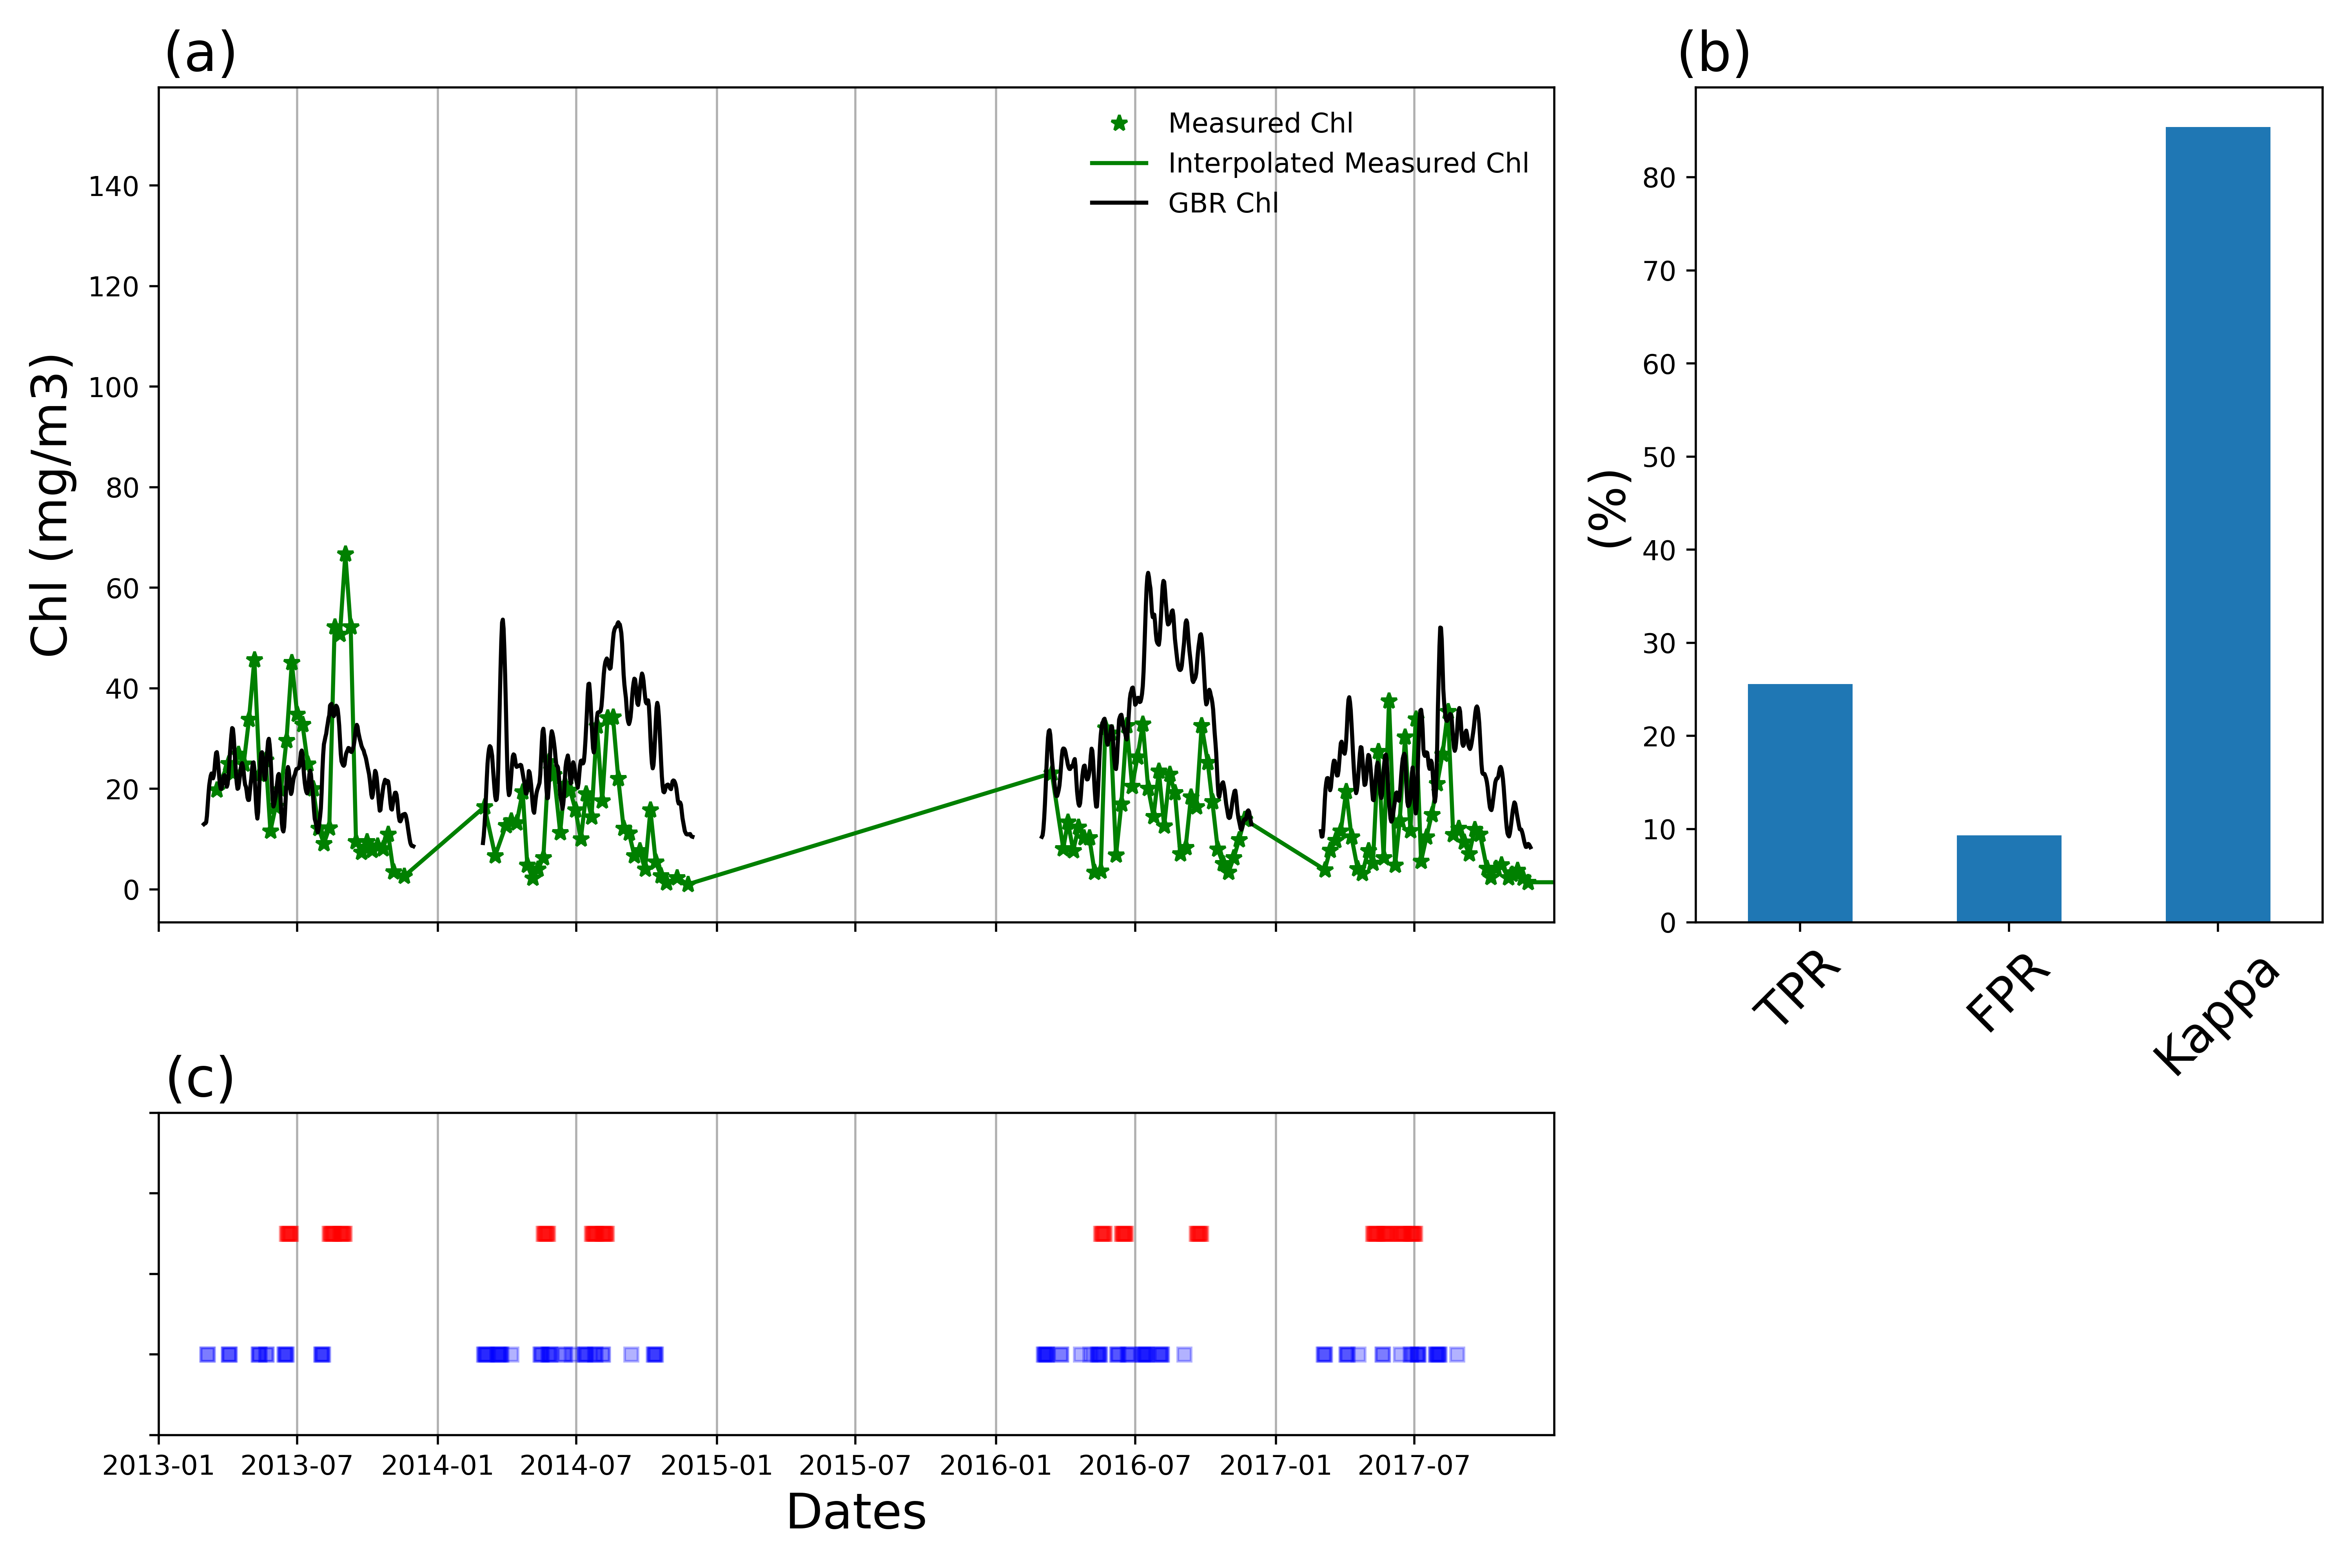 (a)
Chl (mg/m3)
140
120
100
80
60
40
20
0
Measured Chl
Interpolated Measured Chl
GBR Chl
(b)
(%)
80
70
60
50
40
30
20
10
0
TPR
FPR
Kappa
(c)
2013-01 2013-07 2014-01 2014-07 2015-01 2015-07 2016-01 2016-07 2017-01 2017-07
Dates